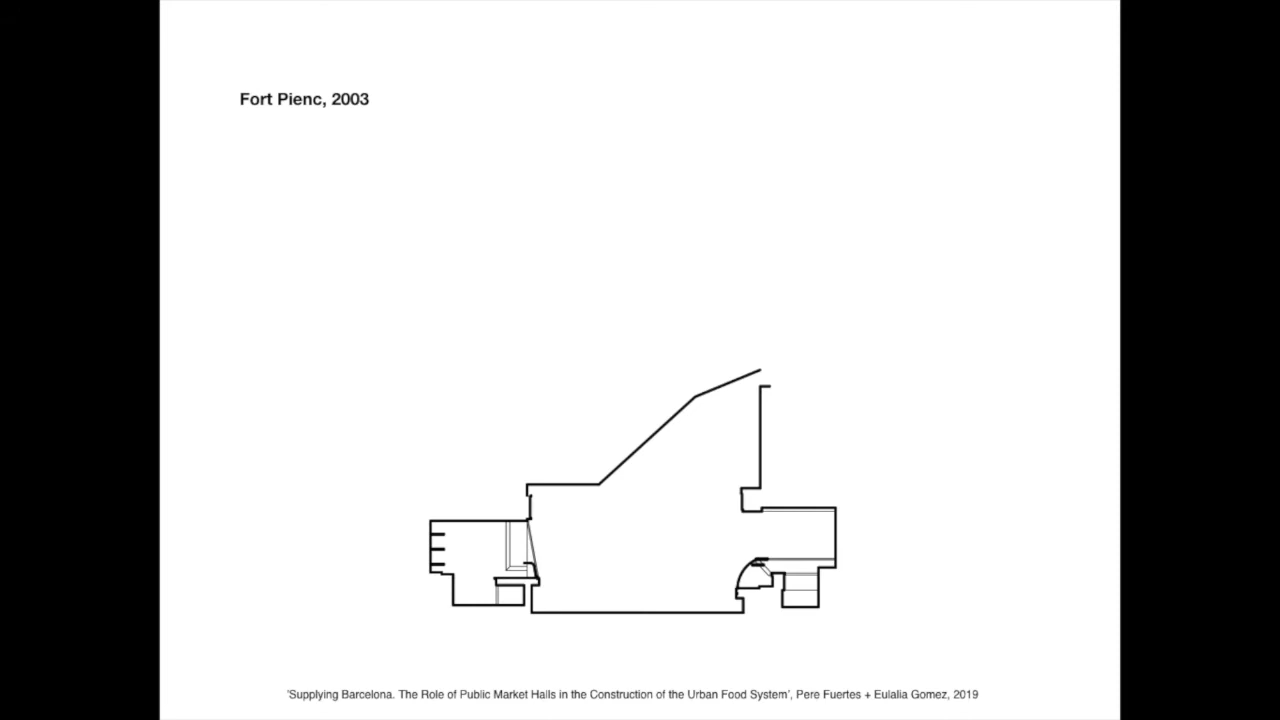 Fort Pienc, 2003
'Supplying Barcelona. The Role of Public Market Halls in the Construction of the Urban Food System', Pere Fuertes + Eulalia Gomez, 2019